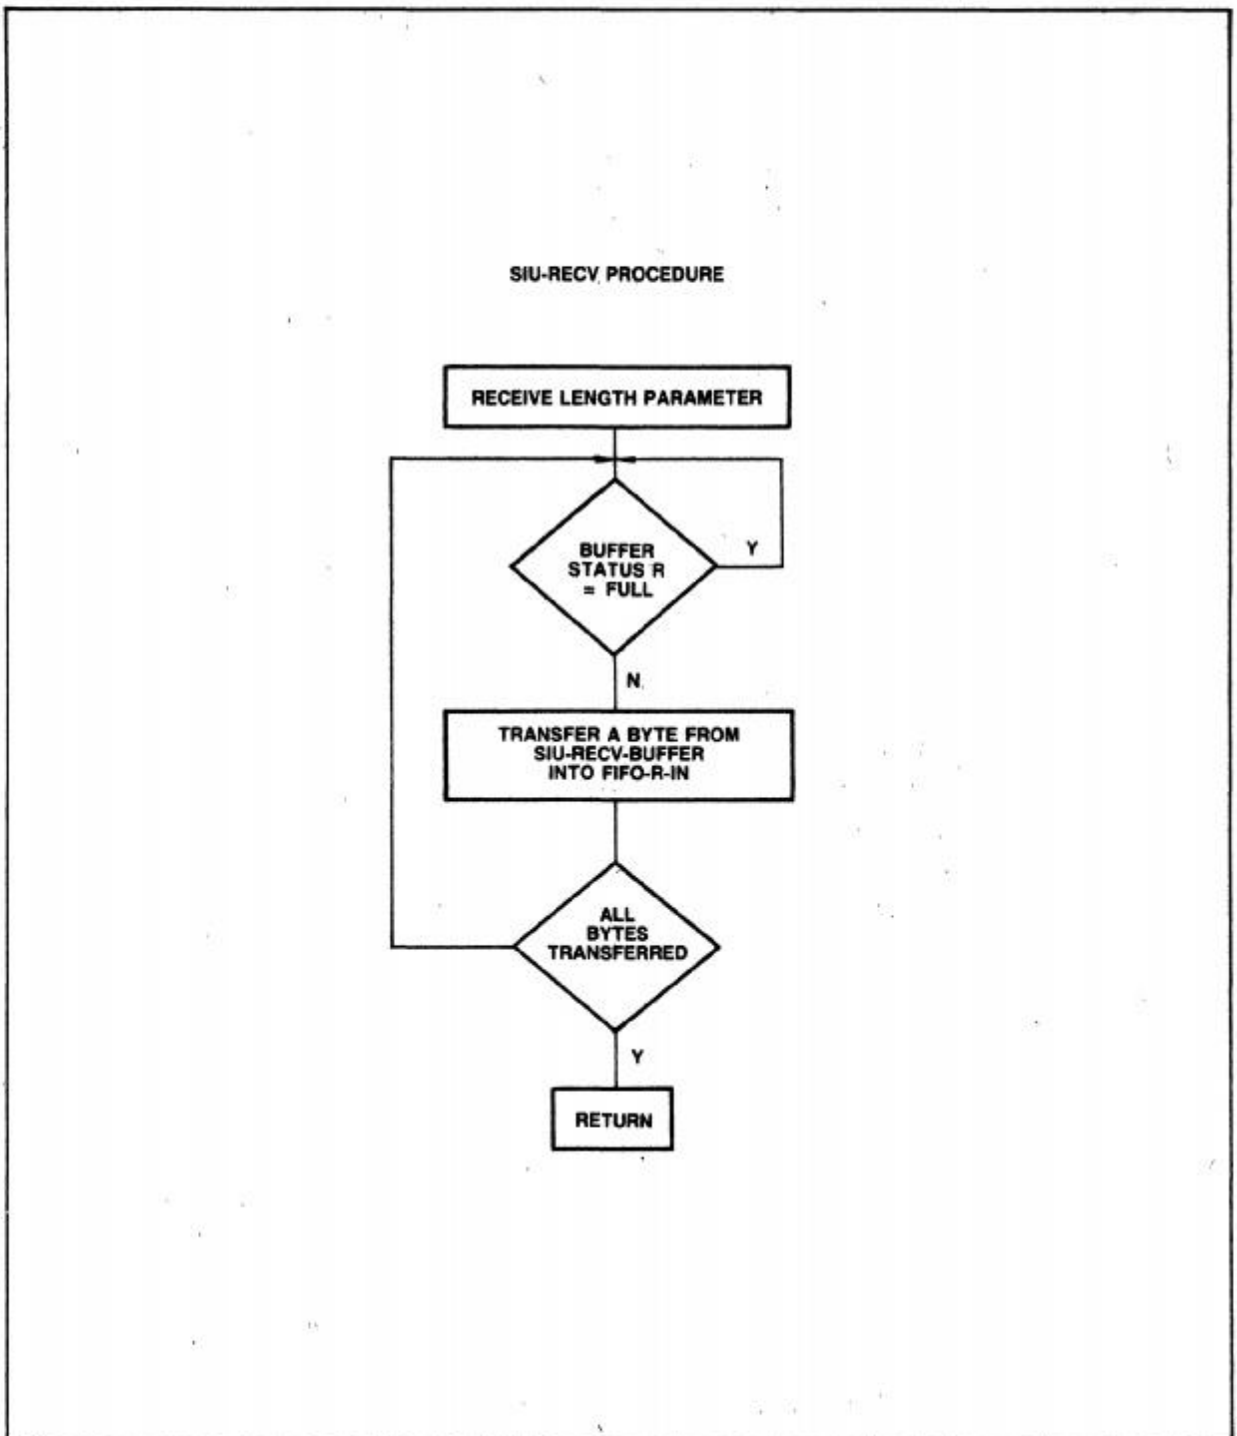 SIU-RECV PROCEDURE
RECEIVE LENGTH PARAMETER
BUFFER
STATUS R
= FULL
Y
N
TRANSFER A BYTE FROM
SIU-RECV-BUFFER
INTO FIFO-R-IN
ALL
BYTES
TRANSFERRED
Y
RETURN